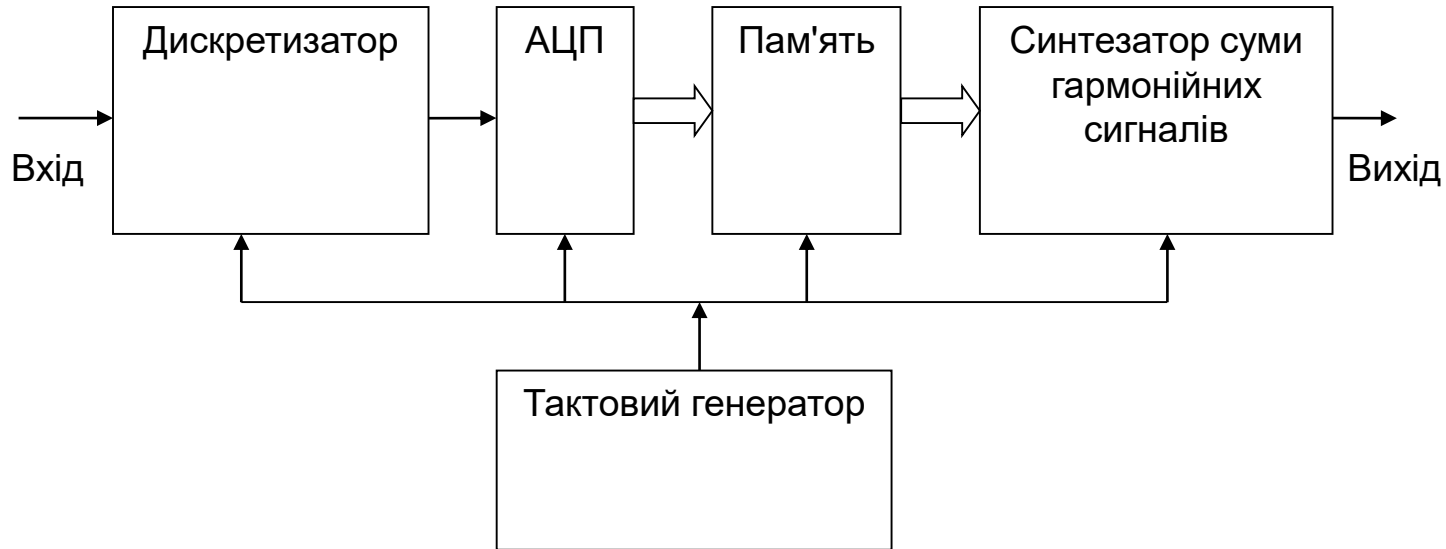 Дискретизатор
АЦП
Пам'ять
Синтезатор суми
гармонійних
сигналів
Вхід
Вихід
Тактовий генератор